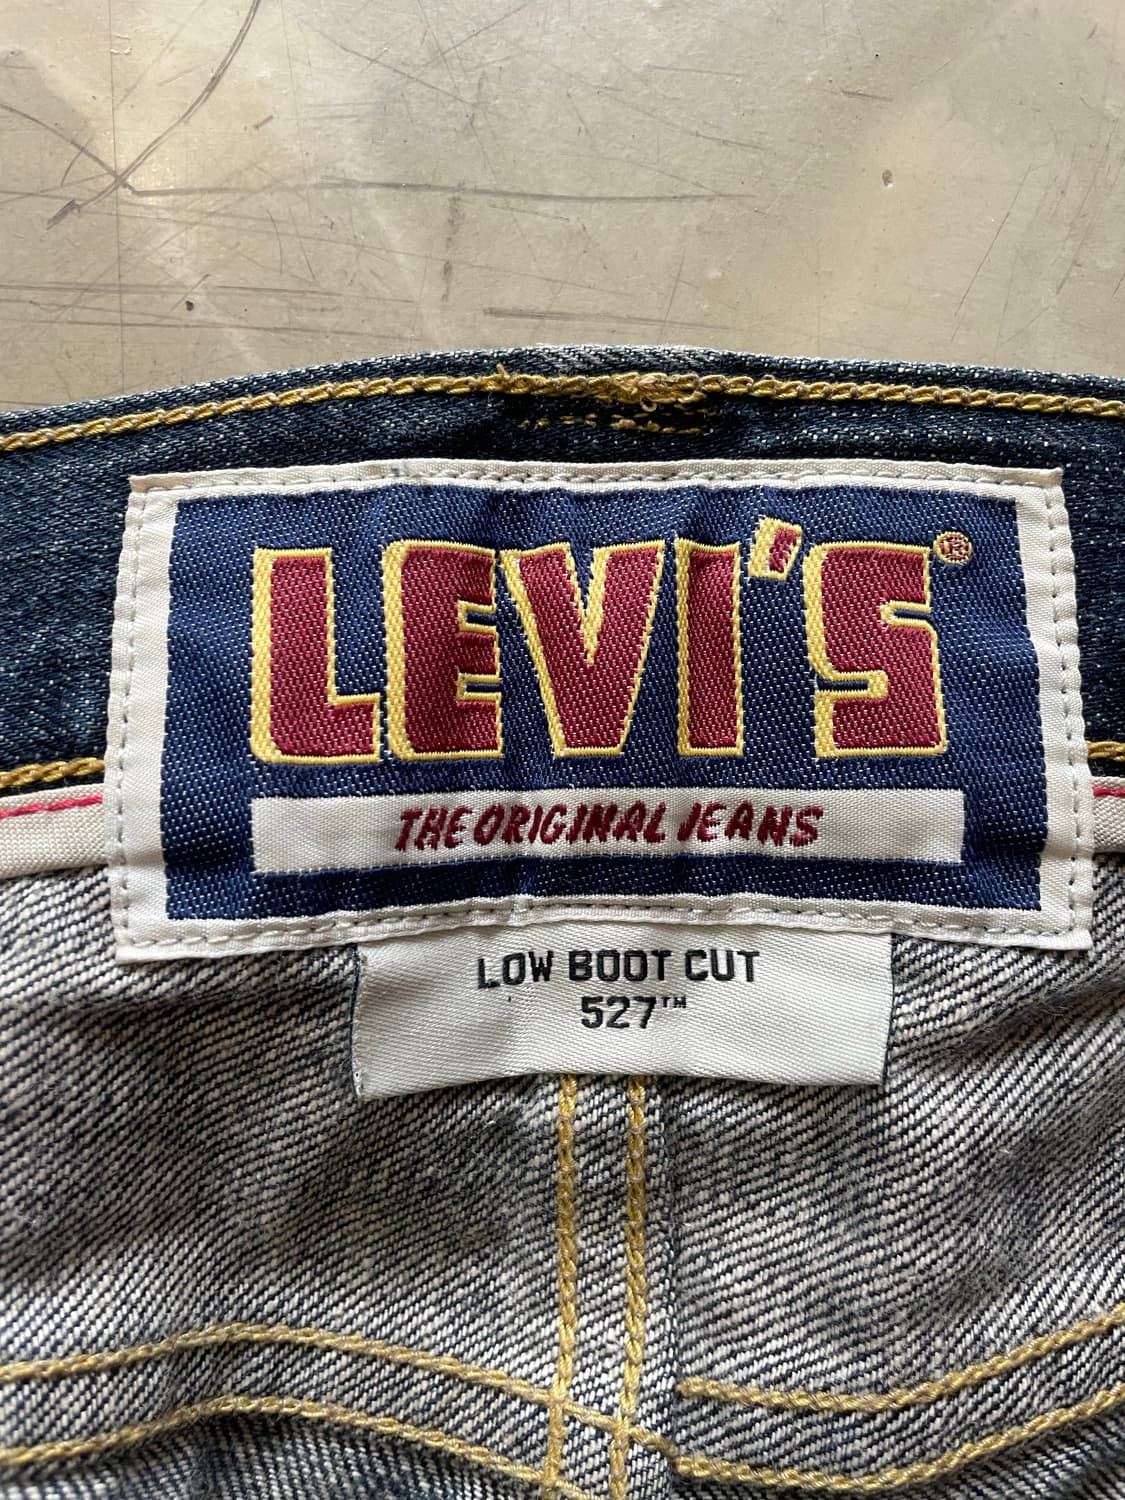 LEVI'S®
THE ORIGINAL JEANS
LOW BOOT CUT
527™